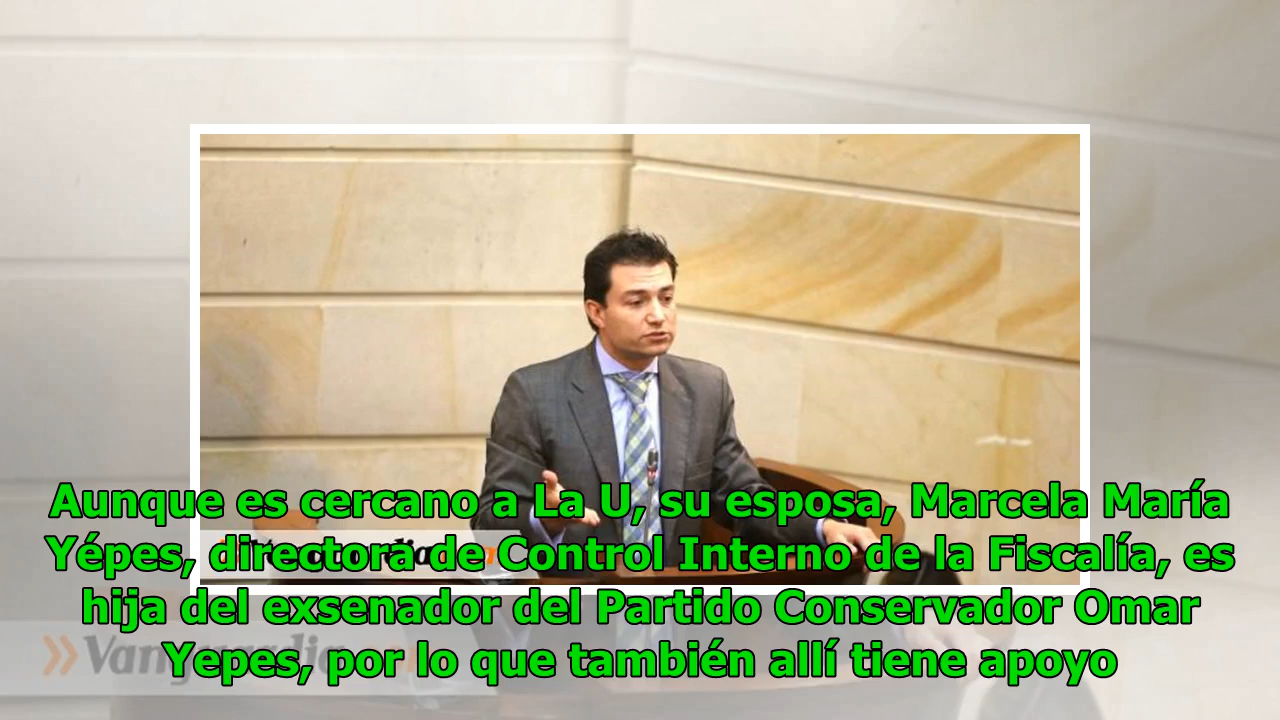 Aunque es cercano a La U, su esposa, Marcela María
Yépes, directora de Control Interno de la Fiscalía, es
hija del exsenador del Partido Conservador Omar
Yepes, por lo que también allí tiene apoyo
Vanguardia